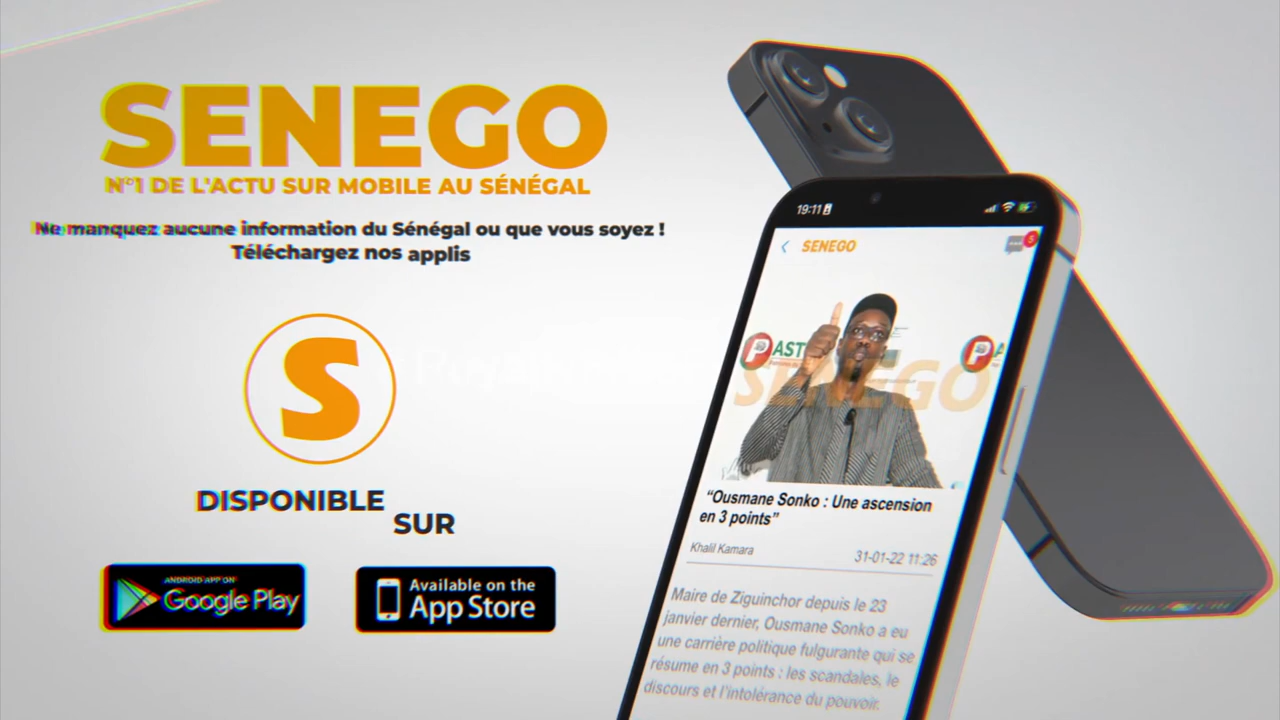 SENEGO
N°1 DE L'ACTU SUR MOBILE AU SÉNÉGAL
Ne manquez aucune information du Sénégal ou que vous soyez !
Téléchargez nos applis
S
DISPONIBLE
SUR
ANDROID APP ON
Google Play
Available on the
App Store
19:11
SENEGO
5
PAST
PA
SENEGO
“Ousmane Sonko : Une ascension
en 3 points”
Khalil Kamara
31-01-22 11:26
Maire de Ziguinchor depuis le 23
janvier dernier, Ousmane Sonko a eu
une carrière politique fulgurante qui se
résume en 3 points : les scandales, le
discours et l'intolérance du pouvoir.